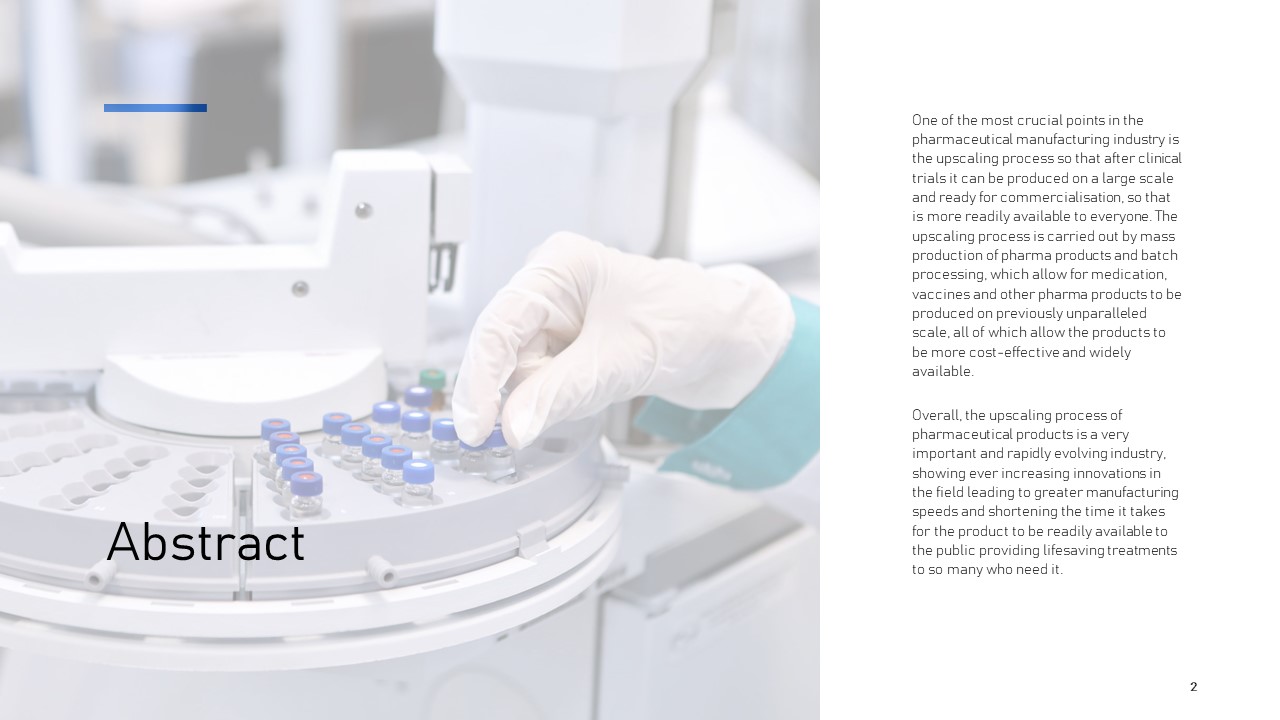 Abstract
One of the most crucial points in the
pharmaceutical manufacturing industry is
the upscaling process so that after clinical
trials it can be produced on a large scale
and ready for commercialisation, so that
is more readily available to everyone. The
upscaling process is carried out by mass
production of pharma products and batch
processing, which allow for medication,
vaccines and other pharma products to be
produced on previously unparalleled
scale, all of which allow the products to
be more cost-effective and widely
available.
Overall, the upscaling process of
pharmaceutical products is a very
important and rapidly evolving industry,
showing ever increasing innovations in
the field leading to greater manufacturing
speeds and shortening the time it takes
for the product to be readily available to
the public providing lifesaving treatments
to so many who need it.
2